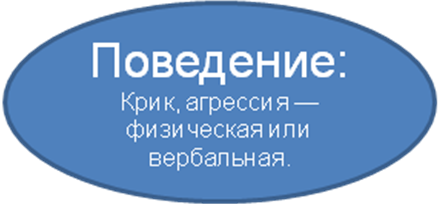 Поведение:
Крик, агрессия —
физическая или
вербальная.